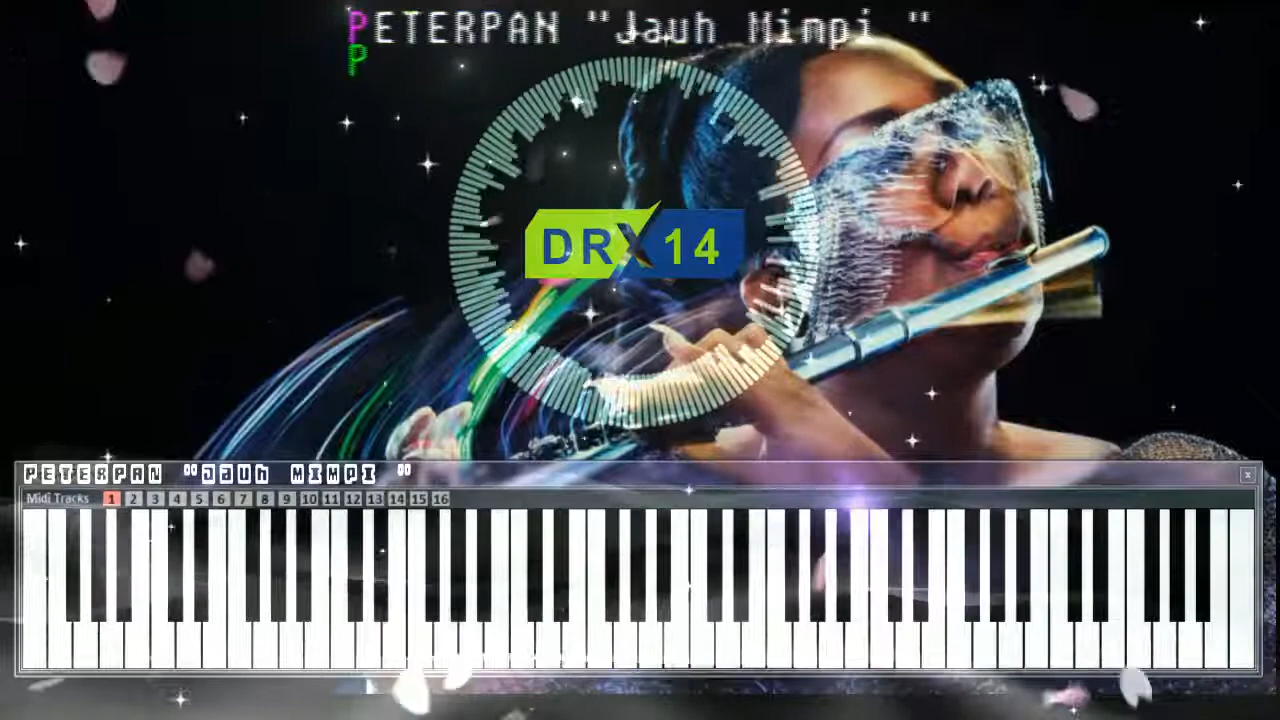 PETERPAN "Jauh Mimpi "
P
DRX 14
PETERPAN "Jauh MIMPI "
x
Midi Tracks 1 2 3 4 5 6 7 8 9 10 11 12 13 14 15 16